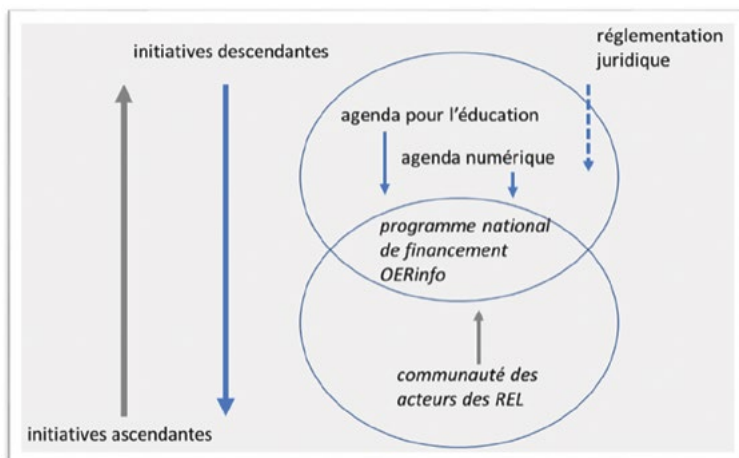 initiatives descendantes
réglementation
juridique
agenda pour l'éducation
agenda numérique
programme national
de financement
OERinfo
communauté des
acteurs des REL
initiatives ascendantes